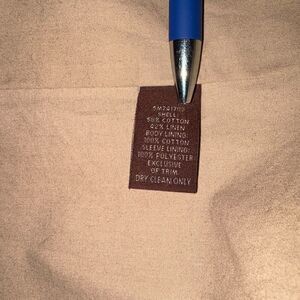 SHELL:
58% COTTON
42% LINEN
BODY LINING:
100% COTTON
SLEEVE LINING:
100% POLYESTER
EXCLUSIVE
OF TRIM
DRY CLEAN ONLY